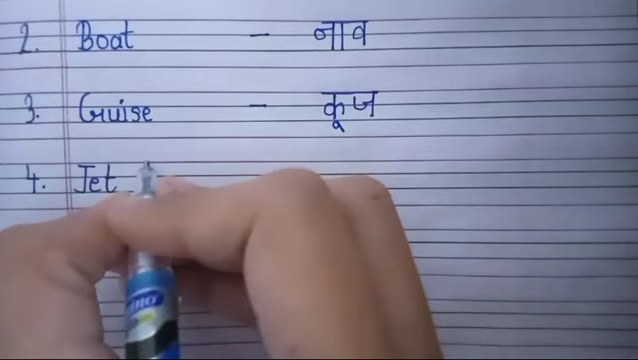 2. Boat - नाव
3. Cruise - कूज
4. Jet